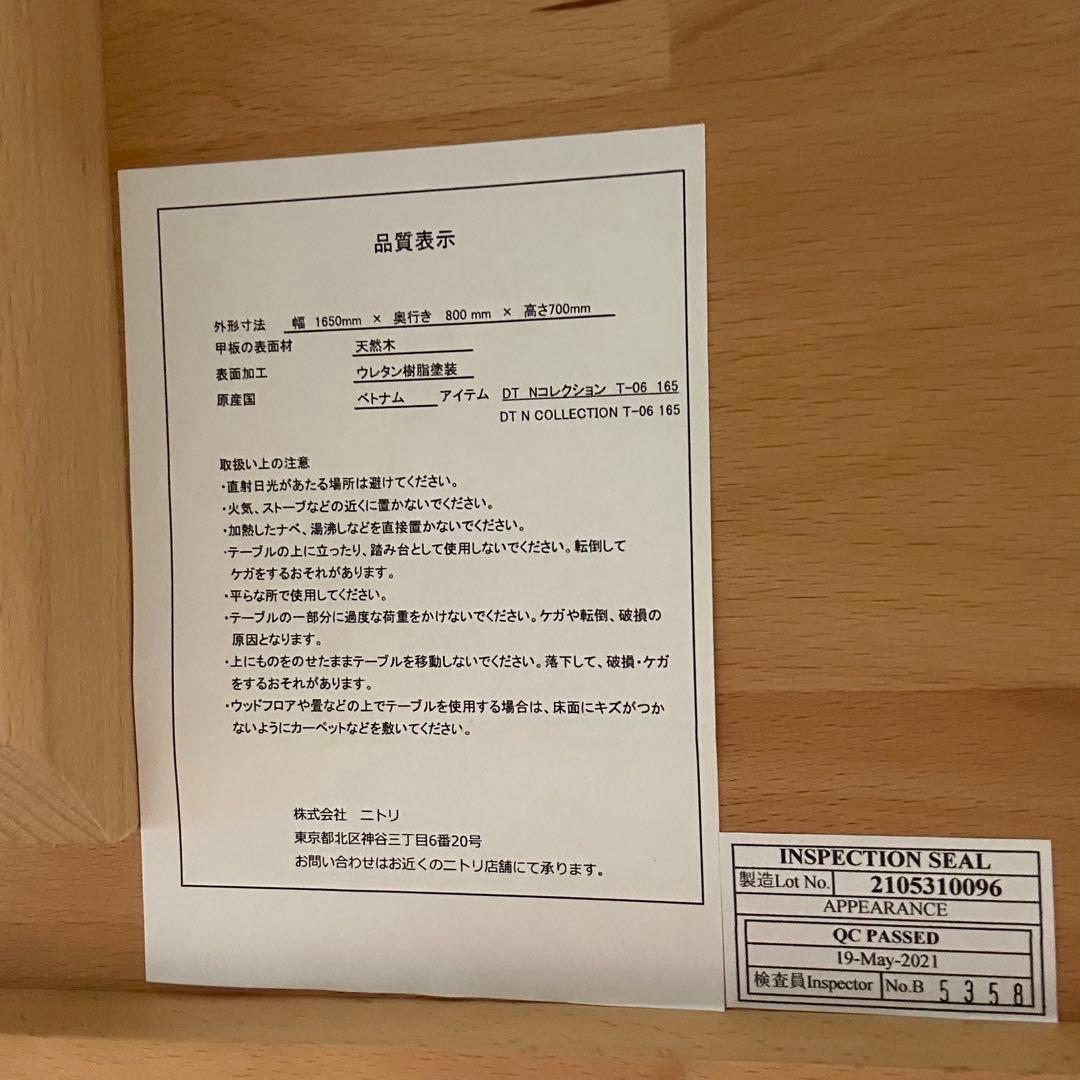 品質表示
外形寸法 幅 1650mm × 奥行き 800mm × 高さ700mm
甲板の表面材 天然木
表面加工 ウレタン樹脂塗装
原産国 ベトナム アイテム DT Nコレクション T-06 165
DT N COLLECTION T-06 165
取扱い上の注意
・直射日光があたる場所は避けてください。
・火気、ストーブなどの近くに置かないでください。
・加熱したナベ、湯沸しなどを直接置かないでください。
・テーブルの上に立ったり、踏み台として使用しないでください。転倒して
ケガをするおそれがあります。
・平らな所で使用してください。
・テーブルの一部分に過度な荷重をかけないでください。ケガや転倒、破損の
原因となります。
・上にものをのせたままテーブルを移動しないでください。落下して、破損・ケガ
をするおそれがあります。
・ウッドフロアや畳などの上でテーブルを使用する場合は、床面にキズがつか
ないようにカーペットなどを敷いてください。
株式会社 ニトリ
東京都北区神谷三丁目6番20号
お問い合わせはお近くのニトリ店舗にて承ります。
INSPECTION SEAL
製造Lot No. 2105310096
APPEARANCE
QC PASSED
19-May-2021
検査員Inspector No.B 5358